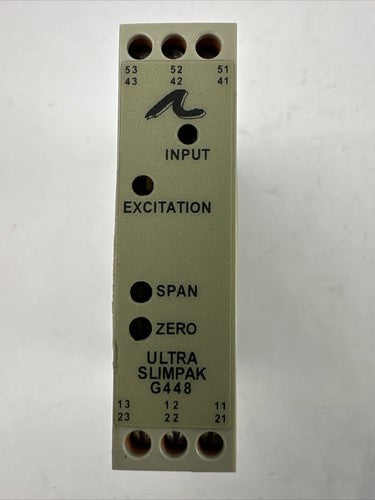 53 52 51
43 42 41
INPUT
EXCITATION
SPAN
ZERO
ULTRA
SLIMPAK
G448
13 12 11
23 22 21